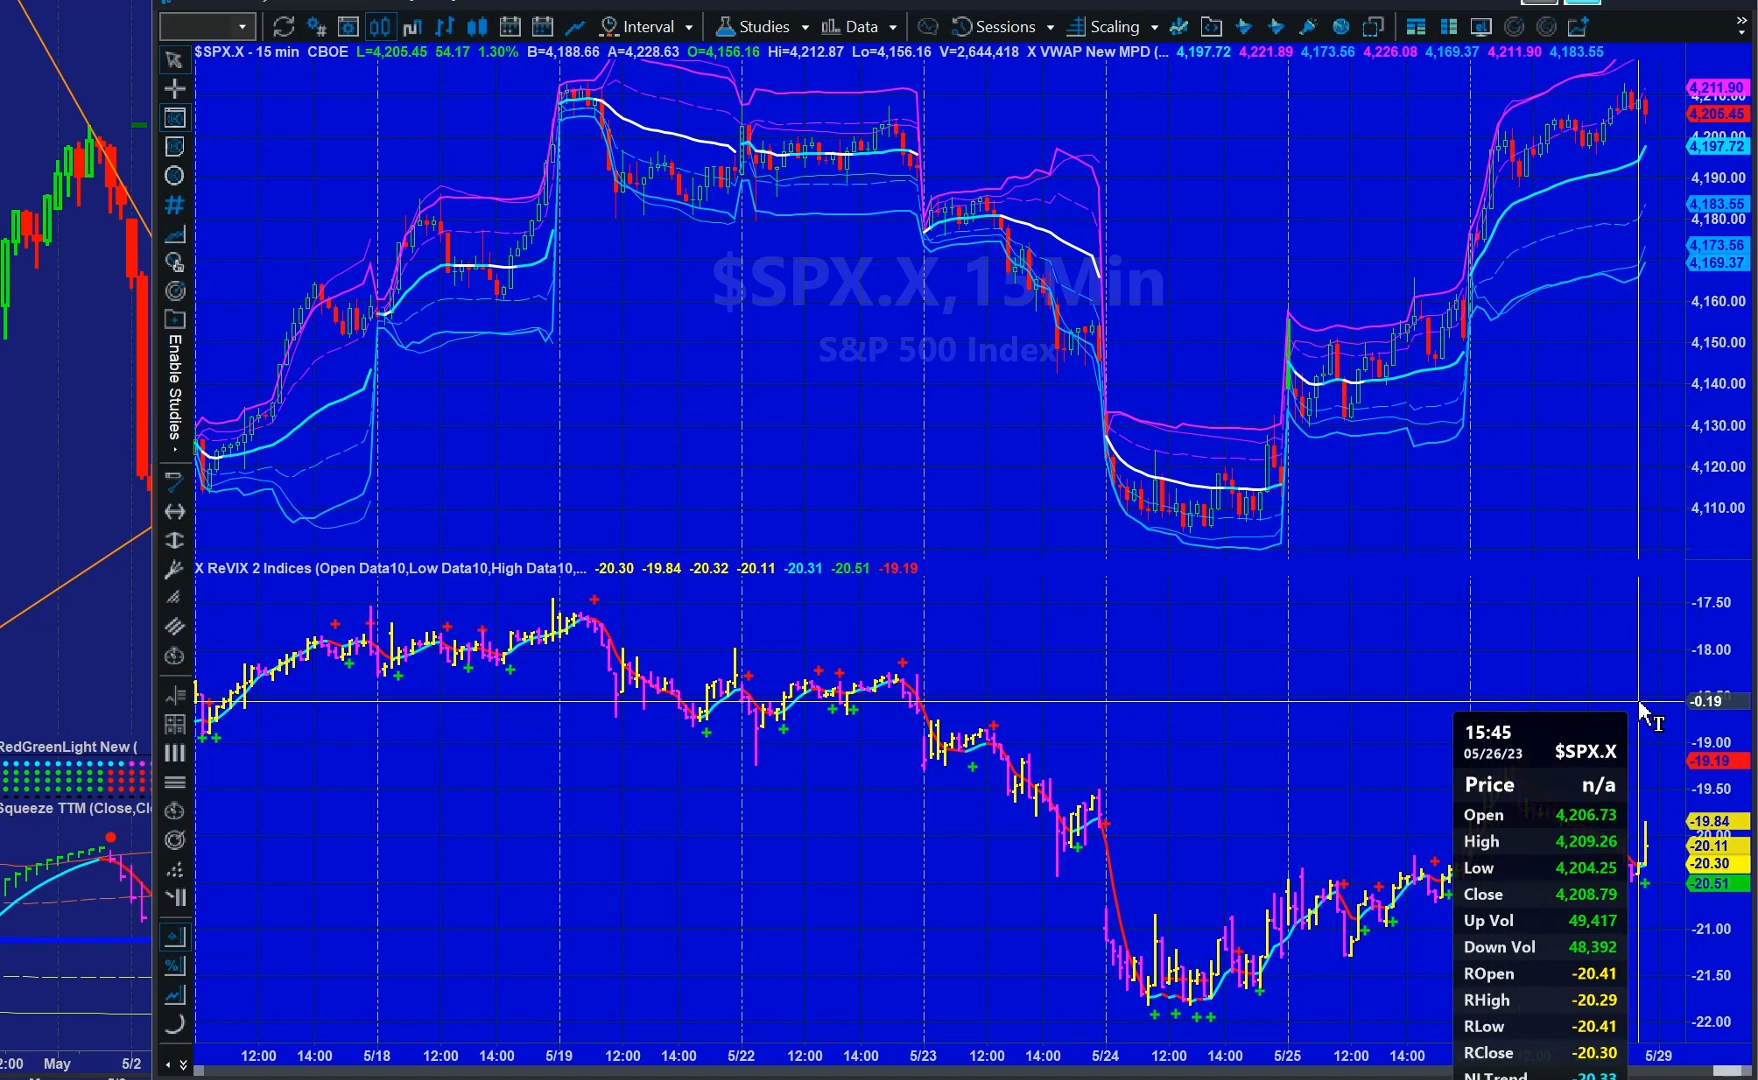 Interval
Studies
Data
Sessions
Scaling
$SPX.X - 15 min CBOE L=4,205.45 54.17 1.30% B=4,188.66 A=4,228.63 O=4,156.16 Hi=4,212.87 Lo=4,156.16 V=2,644,418 X VWAP New MPD (... 4,197.72 4,221.89 4,173.56 4,226.08 4,169.37 4,211.90 4,183.55
4,211.90
4,210.00
4,205.45
4,200.00
4,197.72
4,190.00
4,183.55
4,180.00
4,173.56
4,169.37
4,160.00
4,150.00
4,140.00
4,130.00
4,120.00
4,110.00
$SPX.X,15 Min
S&P 500 Index
Enable Studies
X ReVIX 2 Indices (Open Data10,Low Data10,High Data10,... -20.30 -19.84 -20.32 -20.11 -20.31 -20.51 -19.19
-17.50
-18.00
-0.19
-19.00
-19.19
-19.50
-19.84
-20.11
-20.30
-20.51
-21.00
-21.50
-22.00
T
15:45
05/26/23 $SPX.X
Price n/a
Open 4,206.73
High 4,209.26
Low 4,204.25
Close 4,208.79
Up Vol 49,417
Down Vol 48,392
ROpen -20.41
RHigh -20.29
RLow -20.41
RClose -20.30
NLTrend -20.33
RedGreenLight New (
Squeeze TTM (Close,Cl
2:00 May 5/2
12:00 14:00 5/18 12:00 14:00 5/19 12:00 14:00 5/22 12:00 14:00 5/23 12:00 14:00 5/24 12:00 14:00 5/25 12:00 14:00 5/29